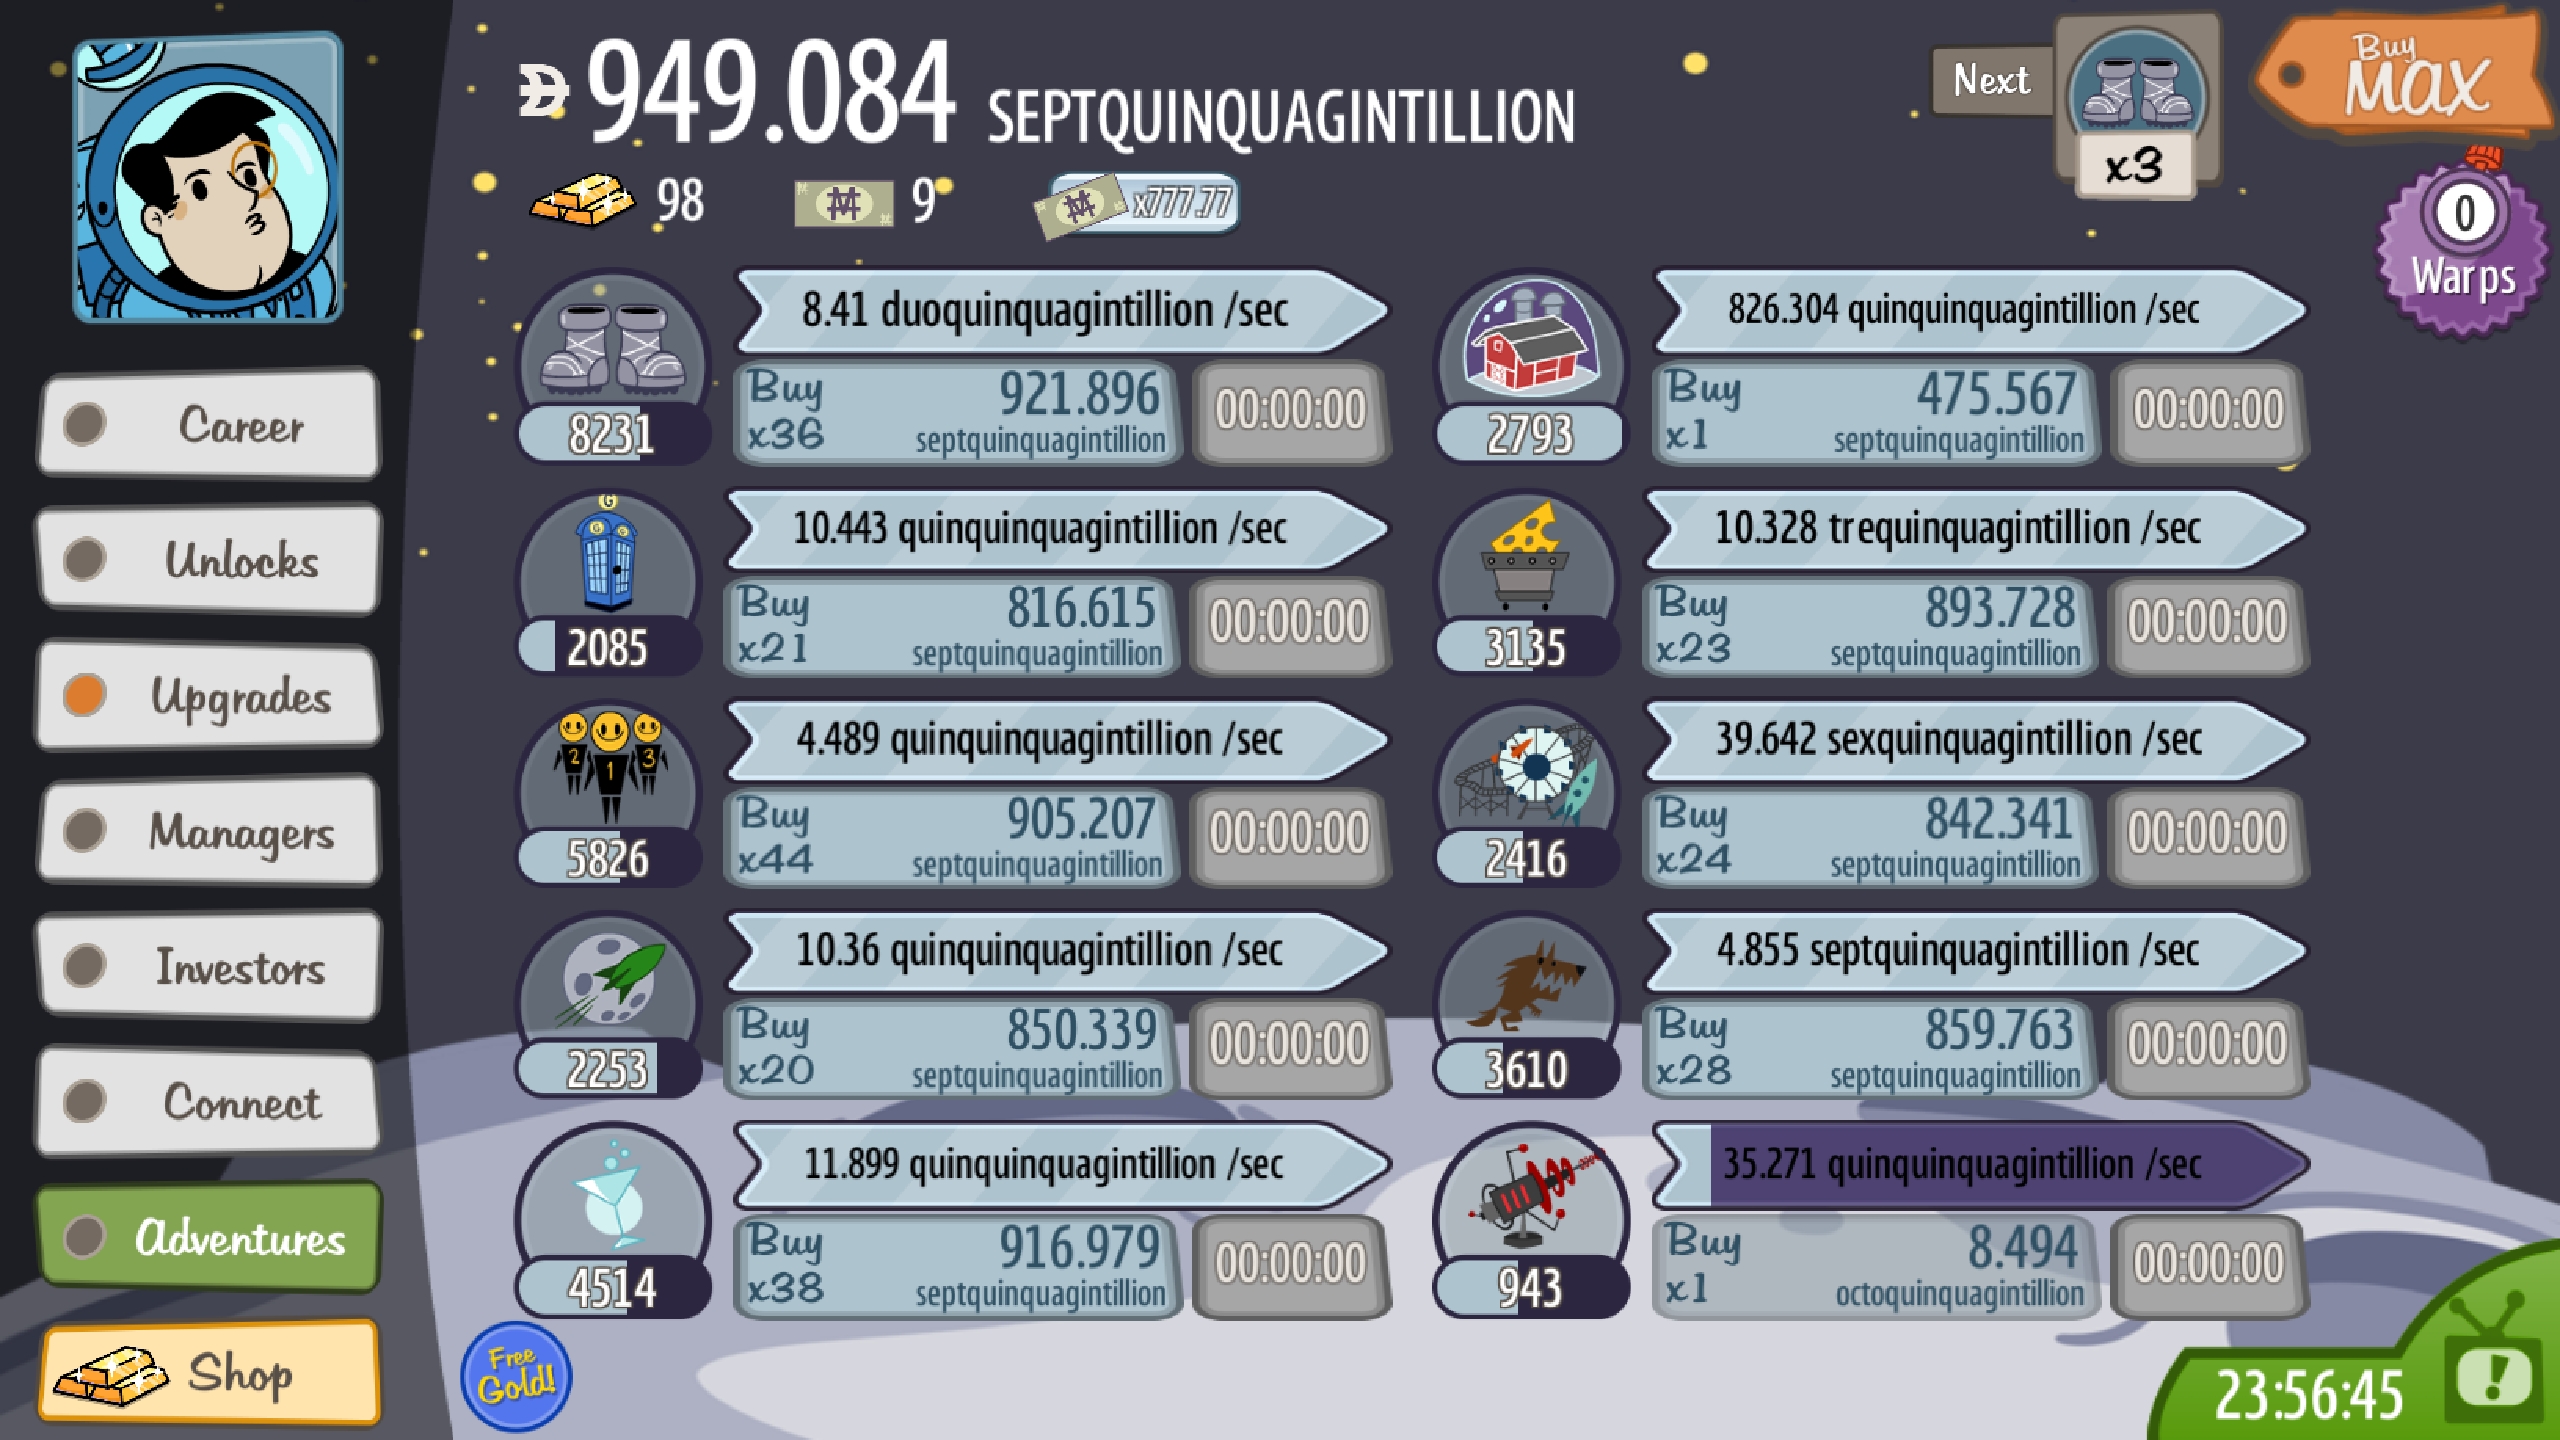 949.084 SEPTQUINQUAGINTILLION
98
9
x777.77
Next
x3
Buy
MAX
0
Warps
Career
Unlocks
Upgrades
Managers
Investors
Connect
Adventures
Shop
8.41 duoquinquagintillion /sec
8231
Buy 921.896
x36 septquinquagintillion
00:00:00
826.304 quinquinquagintillion /sec
2793
Buy 475.567
x1 septquinquagintillion
00:00:00
G
G G
10.443 quinquinquagintillion /sec
2085
Buy 816.615
x21 septquinquagintillion
00:00:00
10.328 trequinquagintillion /sec
3135
Buy 893.728
x23 septquinquagintillion
00:00:00
2 1 3
4.489 quinquinquagintillion /sec
5826
Buy 905.207
x44 septquinquagintillion
00:00:00
39.642 sexquinquagintillion /sec
2416
Buy 842.341
x24 septquinquagintillion
00:00:00
10.36 quinquinquagintillion /sec
2253
Buy 850.339
x20 septquinquagintillion
00:00:00
4.855 septquinquagintillion /sec
3610
Buy 859.763
x28 septquinquagintillion
00:00:00
11.899 quinquinquagintillion /sec
4514
Buy 916.979
x38 septquinquagintillion
00:00:00
35.271 quinquinquagintillion /sec
943
Buy 8.494
x1 octoquinquagintillion
00:00:00
Free
Gold!
23:56:45
!